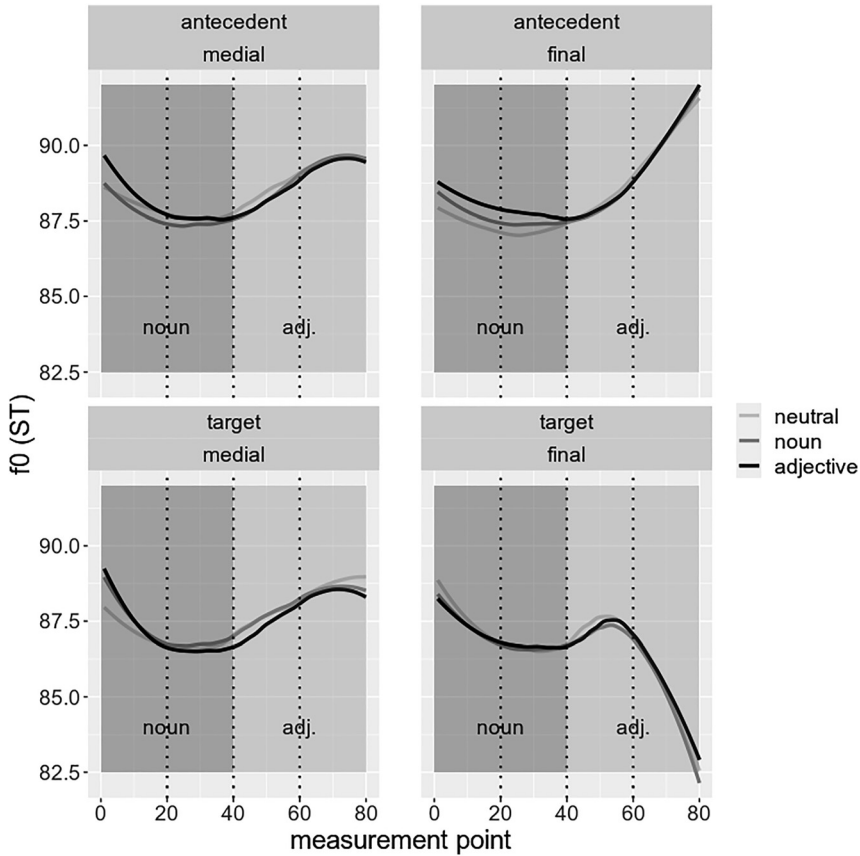 antecedent
medial
antecedent
final
90.0
87.5
85.0
82.5
noun
adj.
noun
adj.
target
medial
target
final
90.0
87.5
85.0
82.5
noun
adj.
noun
adj.
0
20
40
60
80
0
20
40
60
80
measurement point
f0 (ST)
neutral
noun
adjective